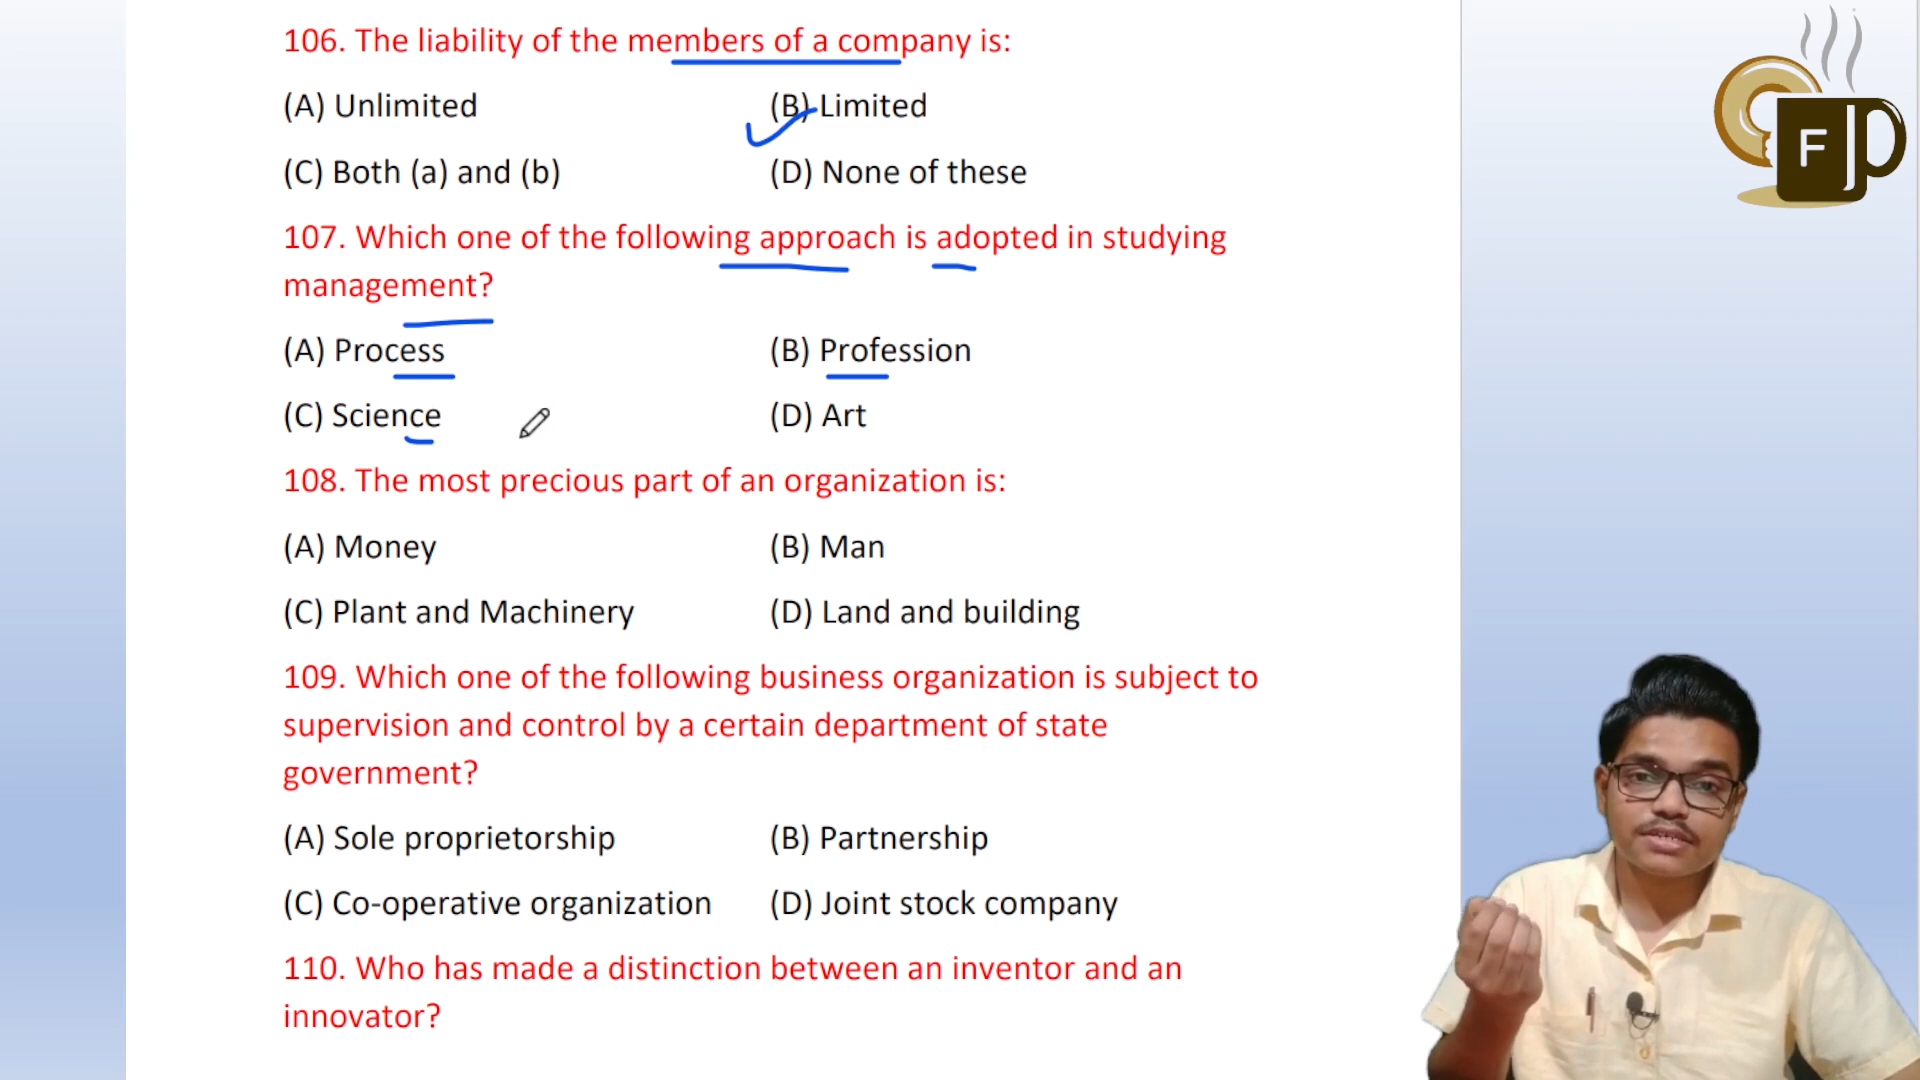 106. The liability of the members of a company is:
(A) Unlimited (B) Limited
(C) Both (a) and (b) (D) None of these
107. Which one of the following approach is adopted in studying
management?
(A) Process (B) Profession
(C) Science (D) Art
108. The most precious part of an organization is:
(A) Money (B) Man
(C) Plant and Machinery (D) Land and building
109. Which one of the following business organization is subject to
supervision and control by a certain department of state
government?
(A) Sole proprietorship (B) Partnership
(C) Co-operative organization (D) Joint stock company
110. Who has made a distinction between an inventor and an
innovator?
F